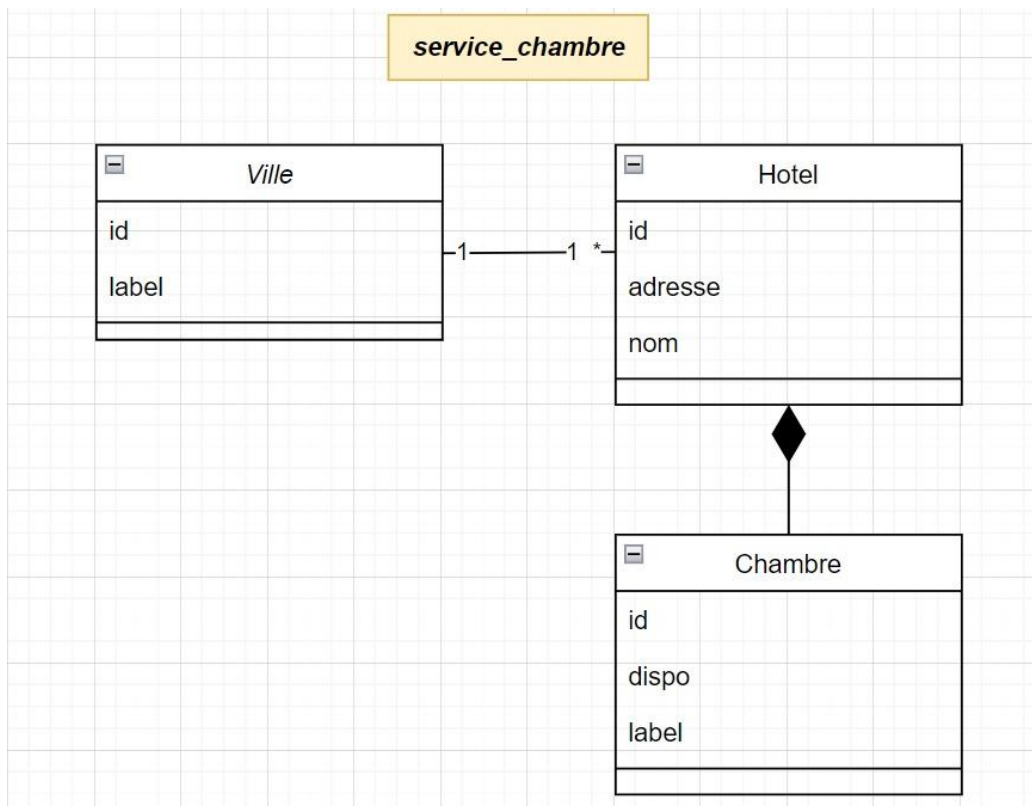 service_chambre
Ville
id
label
1 1 *
Hotel
id
adresse
nom
Chambre
id
dispo
label